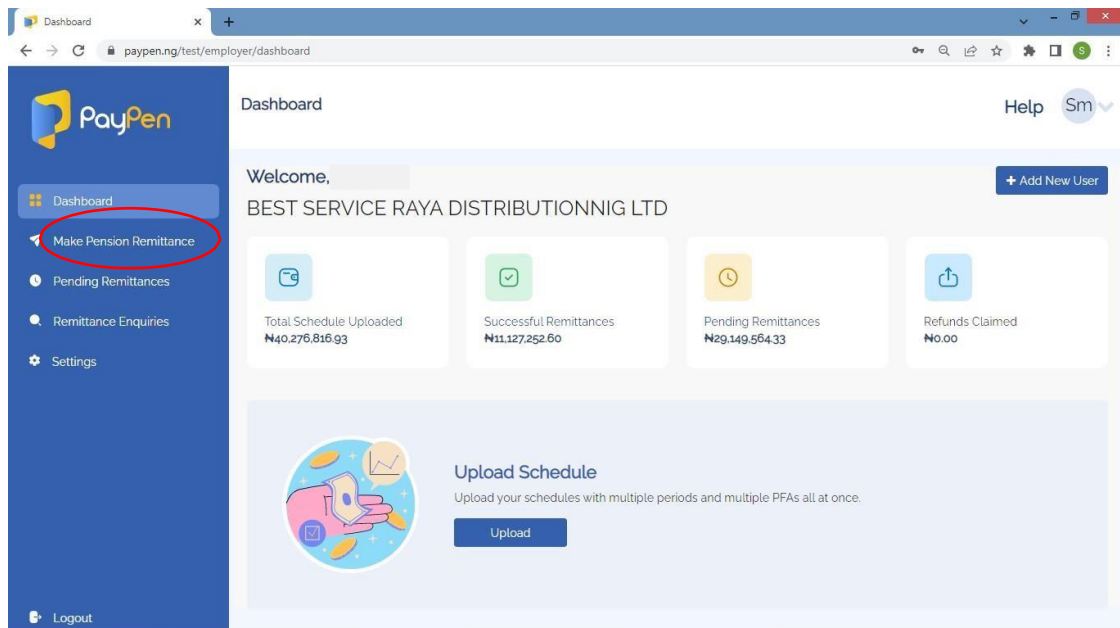 Dashboard
paypen.ng/test/employer/dashboard
S
PayPen
Dashboard
Help
Sm
Dashboard
Make Pension Remittance
Pending Remittances
Remittance Enquiries
Settings
Logout
Welcome,
+ Add New User
BEST SERVICE RAYA DISTRIBUTIONNIG LTD
Total Schedule Uploaded
₦40,276,816.93
Successful Remittances
₦11,127,252.60
Pending Remittances
₦29,149,564.33
Refunds Claimed
₦0.00
Upload Schedule
Upload your schedules with multiple periods and multiple PFAs all at once.
Upload